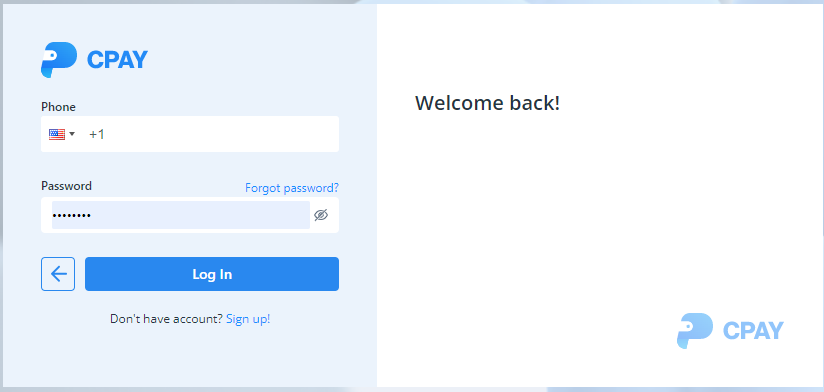 CPAY
Phone
+1
Password
Forgot password?
••••••••
Log In
Don't have account? Sign up!
Welcome back!
CPAY